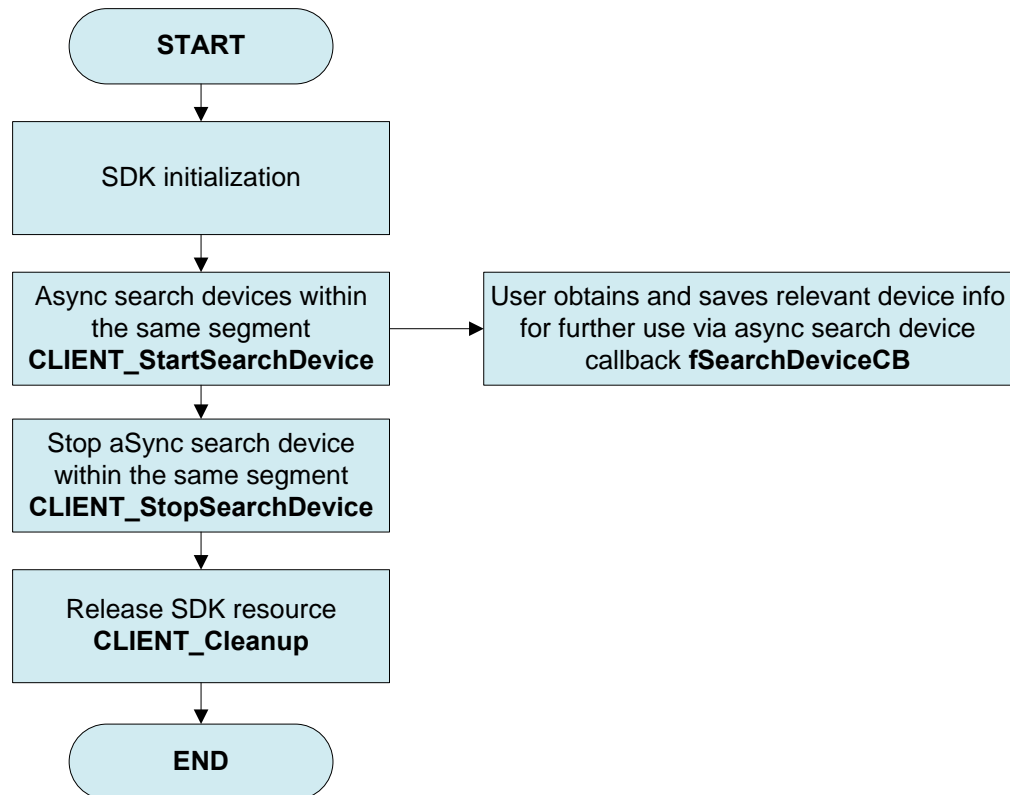 START
SDK initialization
Async search devices within
the same segment
CLIENT_StartSearchDevice
User obtains and saves relevant device info
for further use via async search device
callback fSearchDeviceCB
Stop aSync search device
within the same segment
CLIENT_StopSearchDevice
Release SDK resource
CLIENT_Cleanup
END